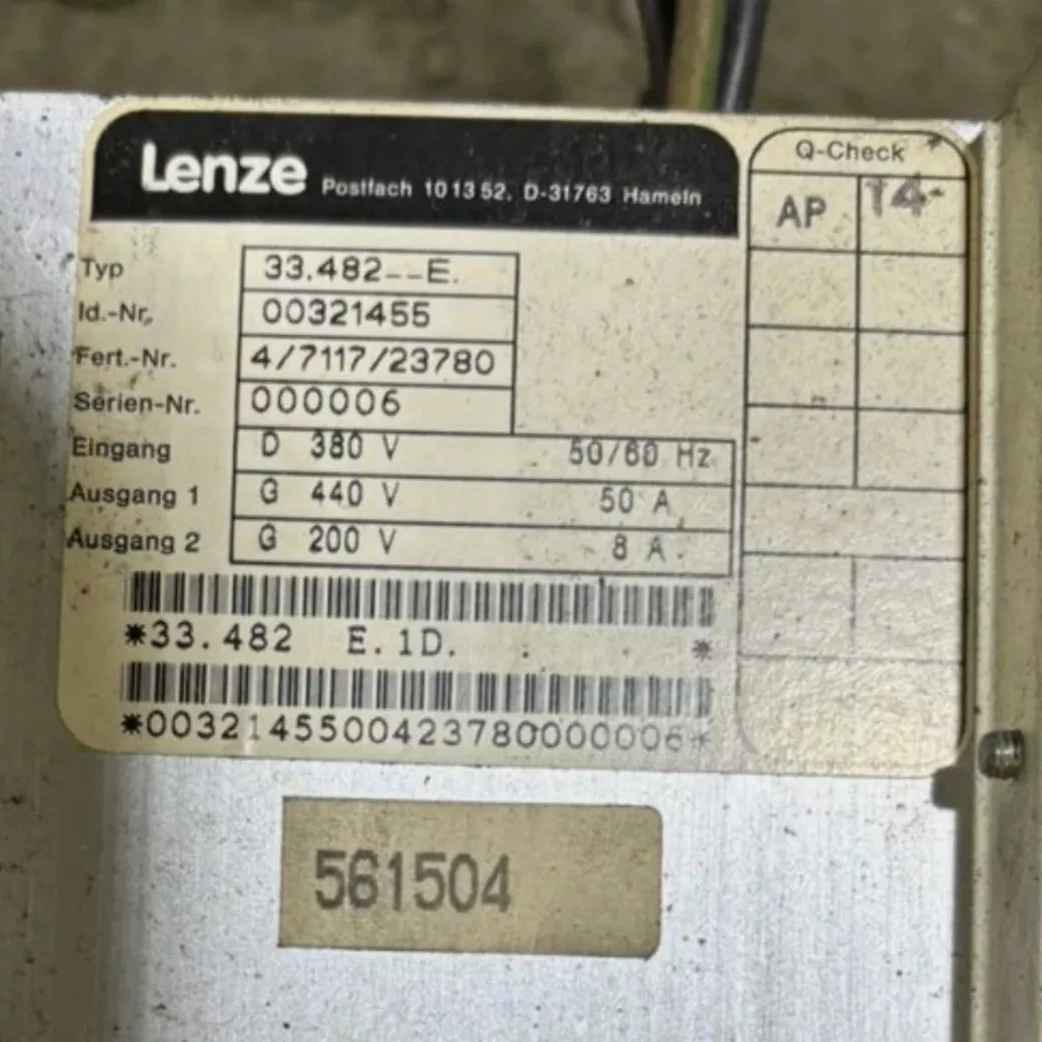 Lenze Postfach 10 13 52, D-31763 Hameln
Q-Check
AP 14-
Typ 33.482--E.
Id.-Nr. 00321455
Fert.-Nr. 4/7117/23780
Serien-Nr. 000006
Eingang D 380 V 50/60 Hz
Ausgang 1 G 440 V 50 A
Ausgang 2 G 200 V 8 A
*33.482 E.1D. *
*00321455004237800000006*
561504